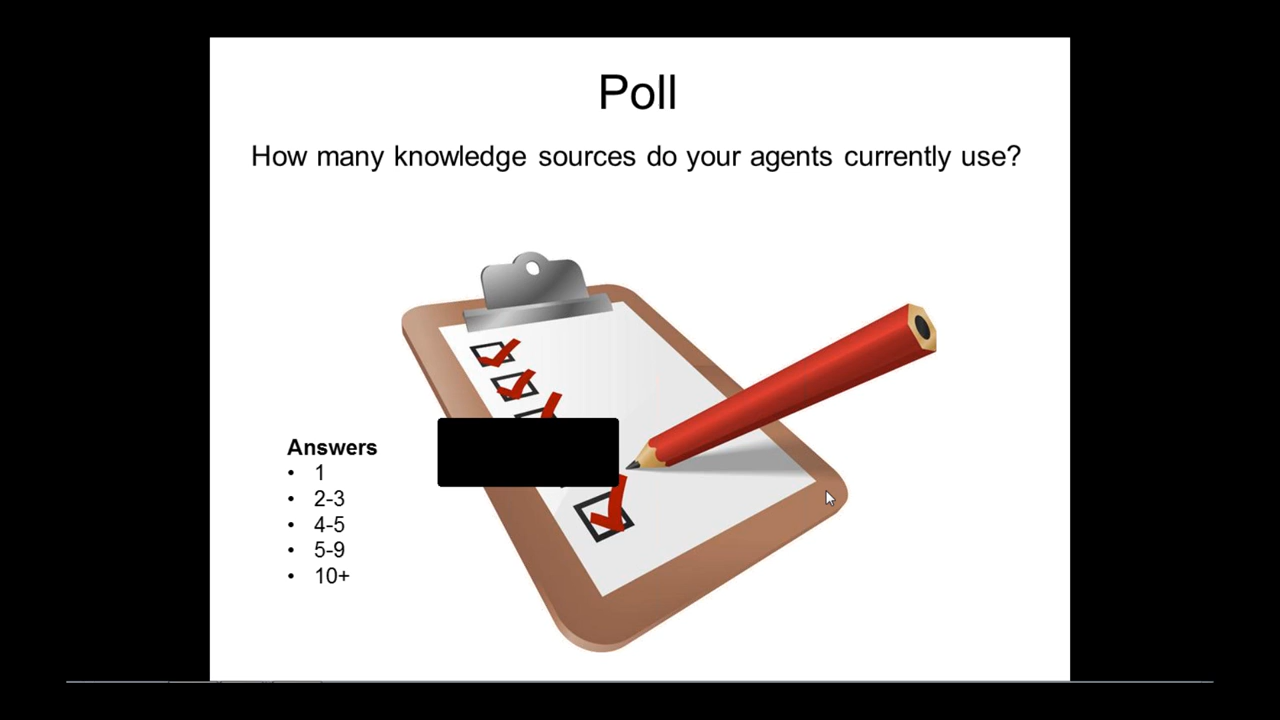 Poll
How many knowledge sources do your agents currently use?
Answers
• 1
• 2-3
• 4-5
• 5-9
• 10+